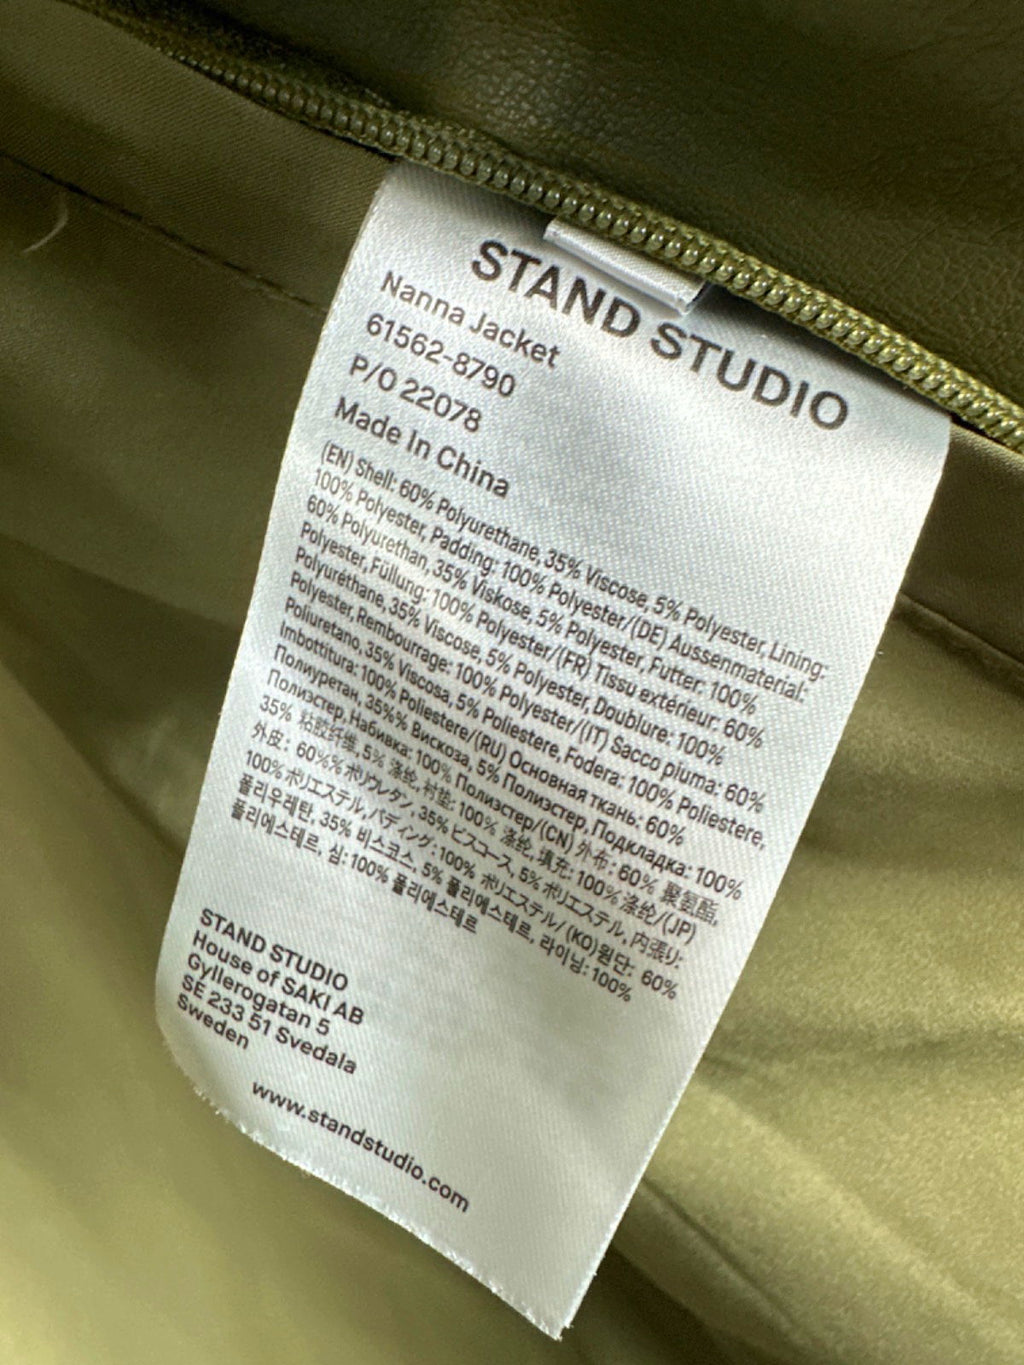 STAND STUDIO
Nanna Jacket
61562-8790
P/O 22078
Made In China
(EN) Shell: 60% Polyurethane, 35% Viscose, 5% Polyester, Lining:
100% Polyester, Padding: 100% Polyester/(DE) Aussenmaterial:
60% Polyurethan, 35% Viskose, 5% Polyester, Futter: 100%
Polyester, Füllung: 100% Polyester/(FR) Tissu extérieur: 60%
Polyuréthane, 35% Viscose, 5% Polyester, Doublure: 100%
Polyester, Rembourrage: 100% Polyester/(IT) Sacco piuma: 60%
Poliuretano, 35% Viscosa, 5% Poliestere, Fodera: 100% Poliestere,
Imbottitura: 100% Poliestere/(RU) Основная ткань: 60%
Полиуретан, 35%% Вискоза, 5% Полиэстер, Подкладка: 100%
Полиэстер, Набивка: 100% Полиэстер/(CN) 外布: 60% 聚氨酯,
35% 粘胶纤维, 5% 涤纶, 衬垫: 100% 涤纶, 填充: 100% 涤纶/(JP)
外皮: 60%% ポリウレタン, 35% ビスコース, 5% ポリエステル, 内張り:
100% ポリエステル, パディング: 100% ポリエステル/ (KO)원단: 60%
폴리우레탄, 35% 비스코스, 5% 폴리에스테르, 라이닝: 100%
폴리에스테르, 심: 100% 폴리에스테르
STAND STUDIO
House of SAKI AB
Gyllerogatan 5
SE 233 51 Svedala
Sweden
www.standstudio.com